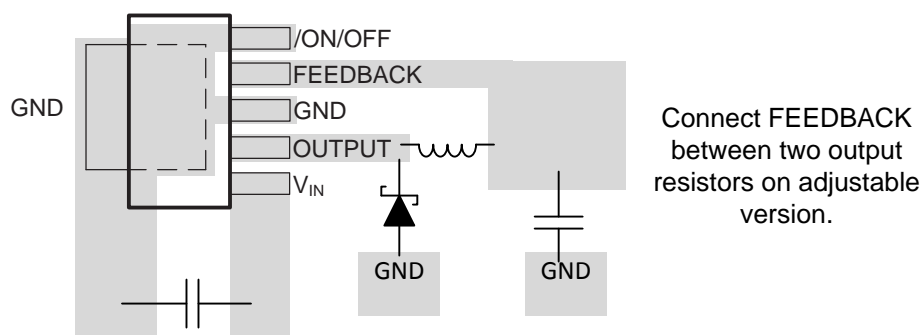 /ON/OFF
FEEDBACK
GND
GND
OUTPUT
VIN
GND
GND
Connect FEEDBACK
between two output
resistors on adjustable
version.